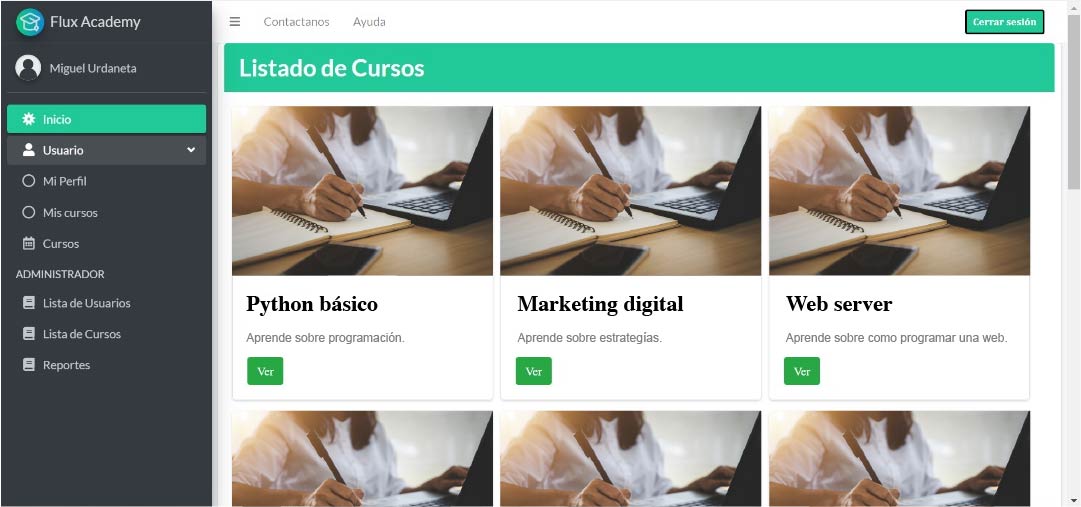 Flux Academy
Contactanos
Ayuda
Cerrar sesión
Miguel Urdaneta
Inicio
Usuario
Mi Perfil
Mis cursos
Cursos
ADMINISTRADOR
Lista de Usuarios
Lista de Cursos
Reportes
Listado de Cursos
Python básico
Aprende sobre programación.
Ver
Marketing digital
Aprende sobre estrategías.
Ver
Web server
Aprende sobre como programar una web.
Ver